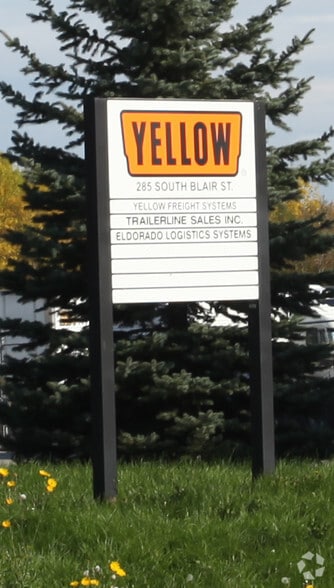 YELLOW
285 SOUTH BLAIR ST.
YELLOW FREIGHT SYSTEMS
TRAILERLINE SALES INC.
ELDORADO LOGISTICS SYSTEMS